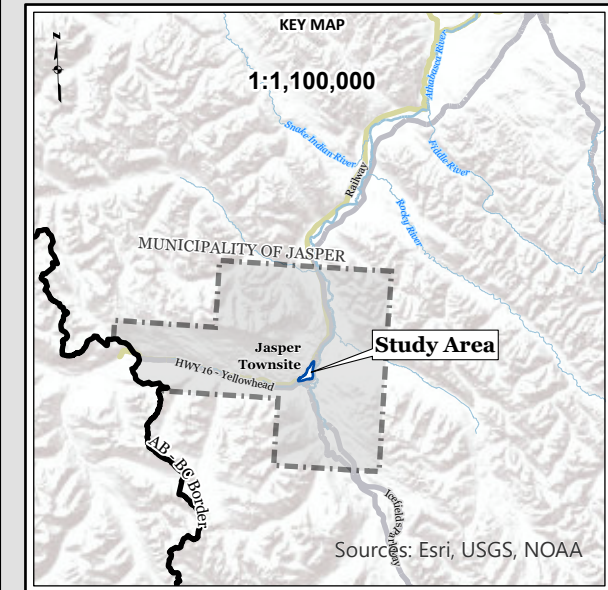 KEY MAP
N
1:1,100,000
Athabasca River
Snake Indian River
Fiddle River
Railway
Rocky River
MUNICIPALITY OF JASPER
Jasper
Townsite
Study Area
HWY 16 - Yellowhead
AB - BC Border
Icefields Parkway
Sources: Esri, USGS, NOAA